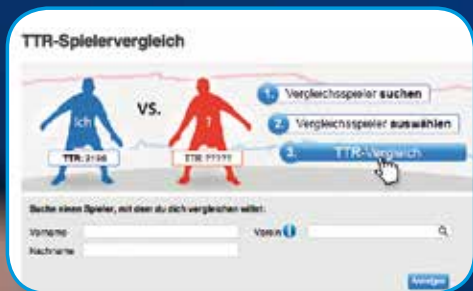 TTR-Spielervergleich
Ich
VS.
?
TTR:
TTR ?????
1. Vergleichsspieler suchen
2. Vergleichsspieler auswählen
3. TTR-Vergleich
Suche einen Spieler, mit dem du dich vergleichen willst:
Vorname
Verein i
Nachname
Anzeigen